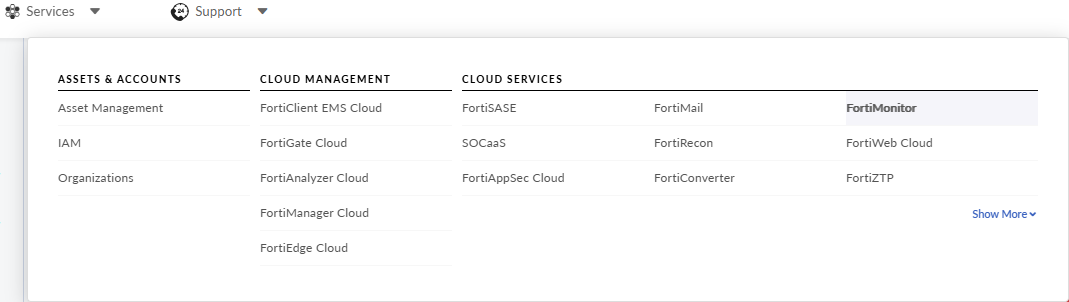 Services
Support
ASSETS & ACCOUNTS
Asset Management
IAM
Organizations
CLOUD MANAGEMENT
FortiClient EMS Cloud
FortiGate Cloud
FortiAnalyzer Cloud
FortiManager Cloud
FortiEdge Cloud
CLOUD SERVICES
FortiSASE
SOCaaS
FortiAppSec Cloud
FortiMail
FortiRecon
FortiConverter
FortiMonitor
FortiWeb Cloud
FortiZTP
Show More